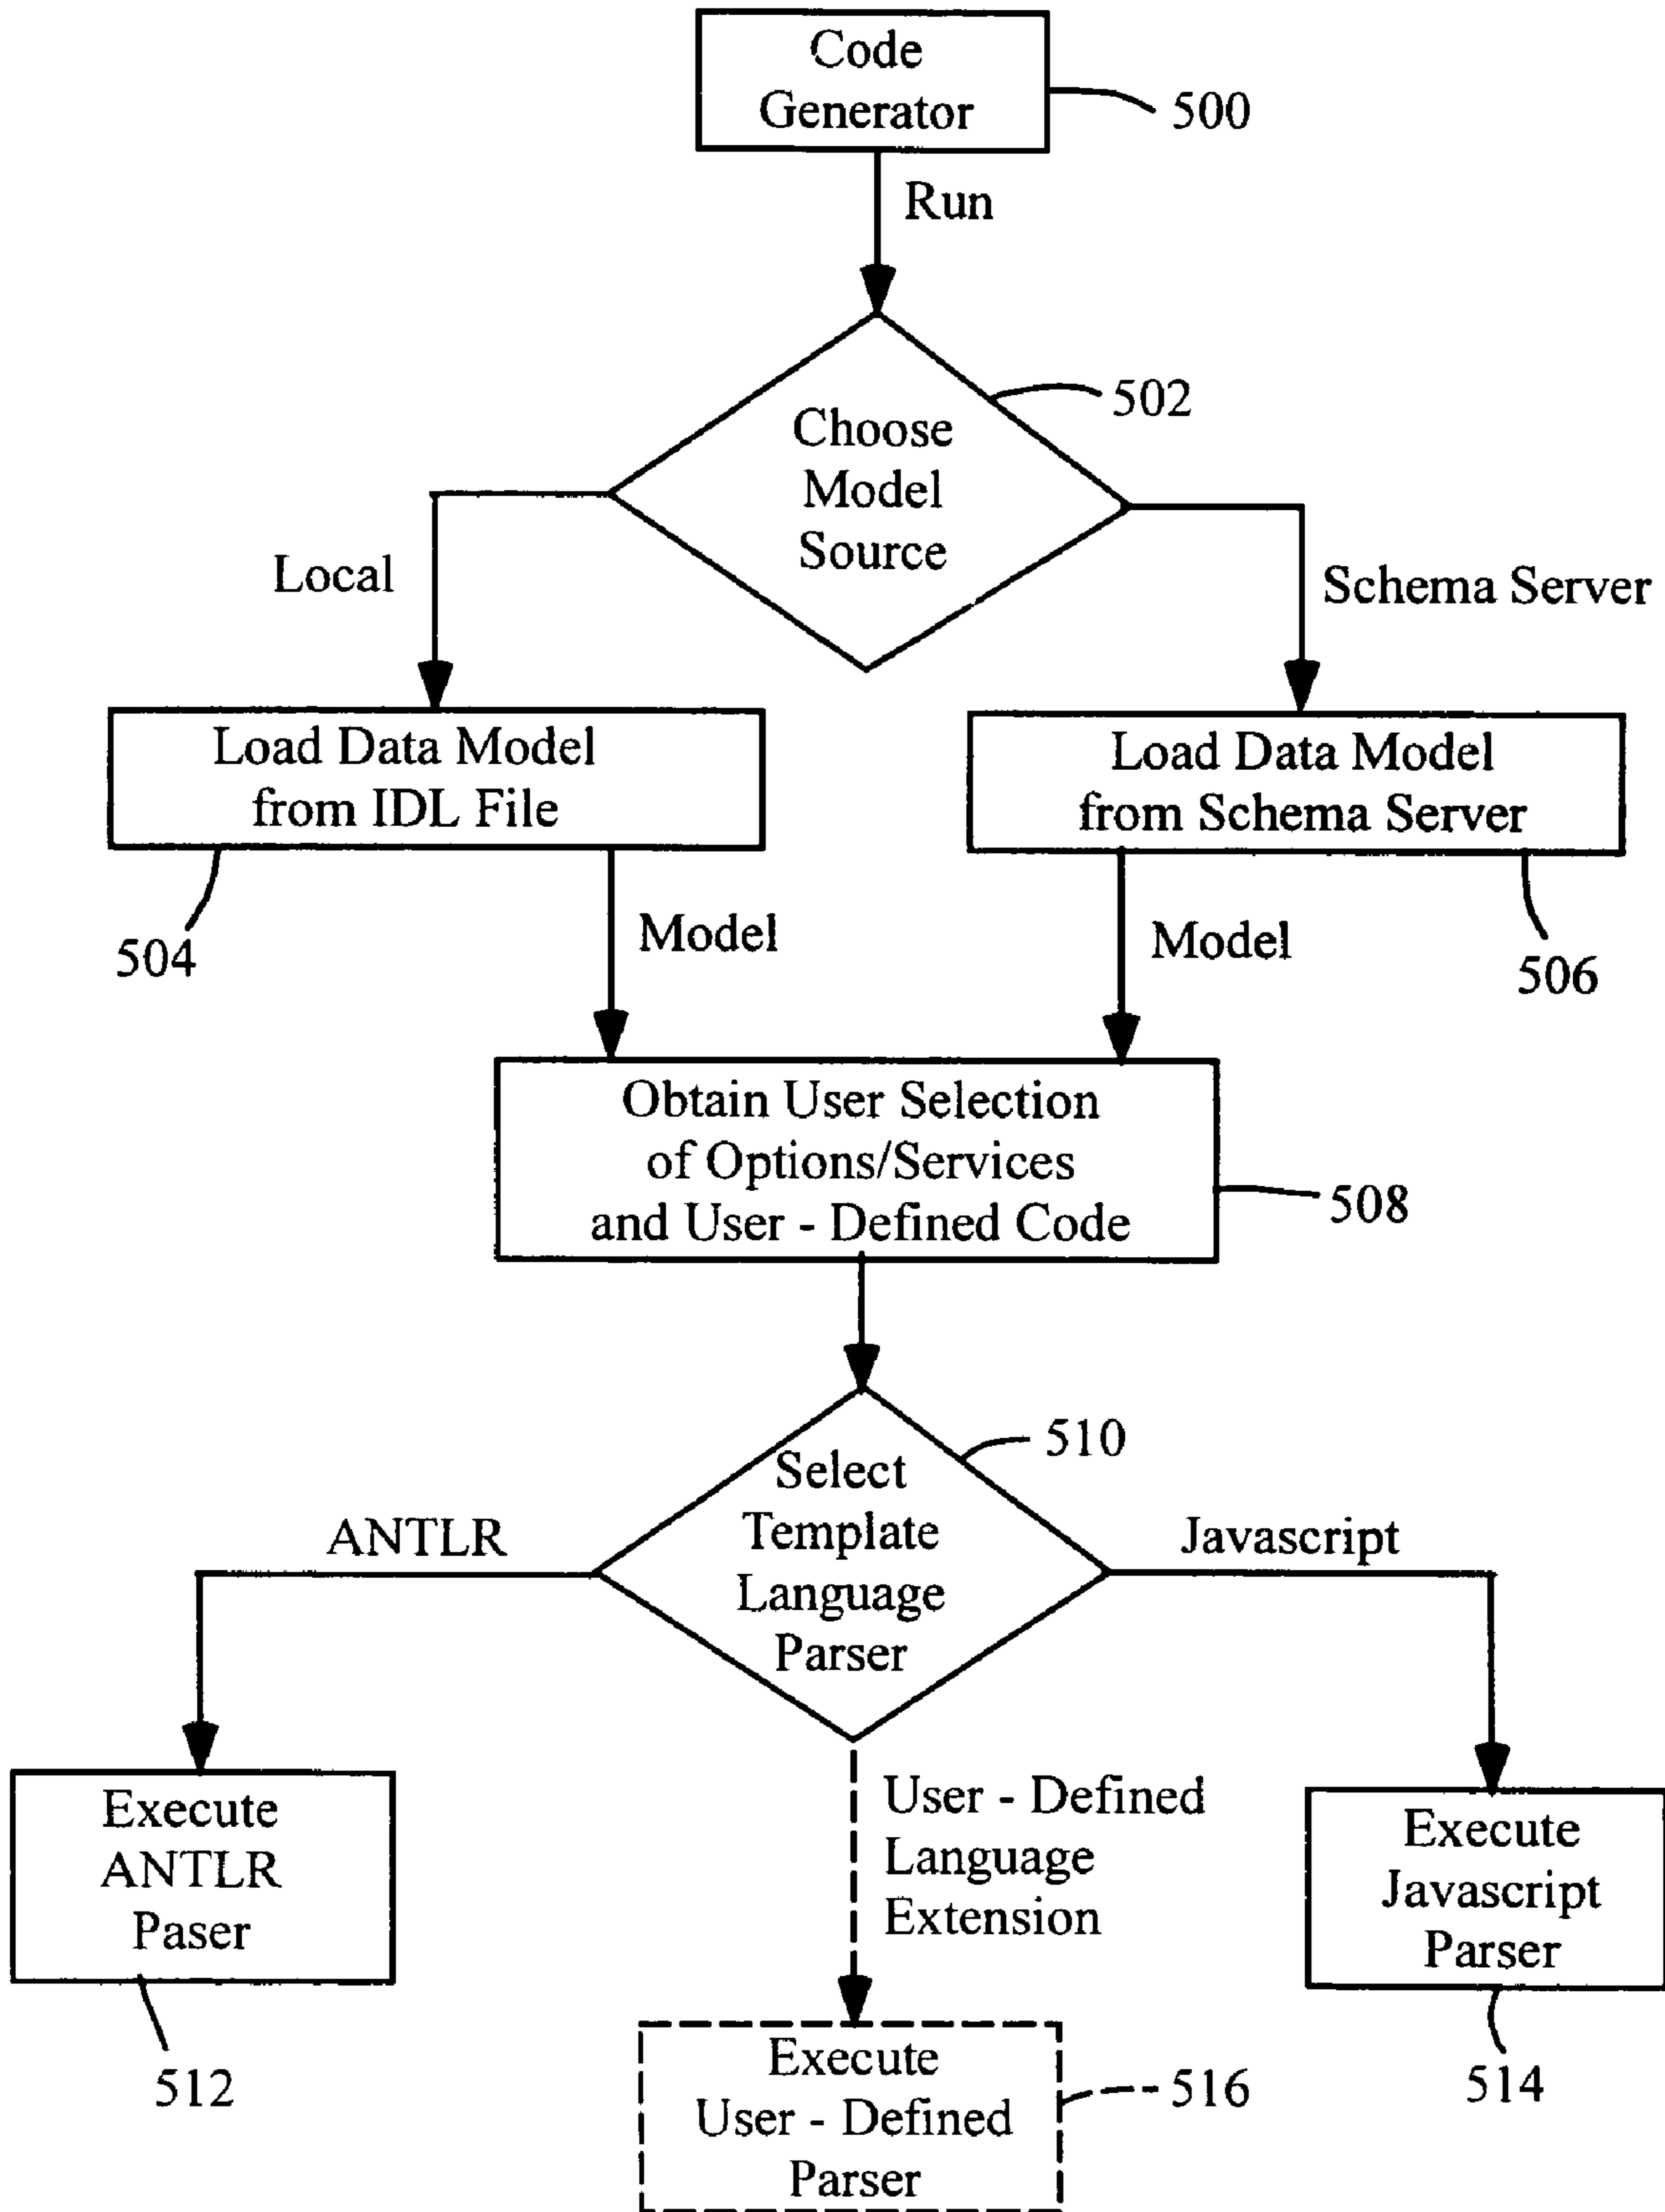 Code
Generator
500
Run
502
Choose
Model
Source
Local
Schema Server
Load Data Model
from IDL File
Load Data Model
from Schema Server
504
Model
Model
506
Obtain User Selection
of Options/Services
and User - Defined Code
508
510
Select
Template
Language
Parser
ANTLR
Javascript
Execute
ANTLR
Paser
User - Defined
Language
Extension
Execute
Javascript
Parser
512
Execute
User - Defined
Parser
516
514